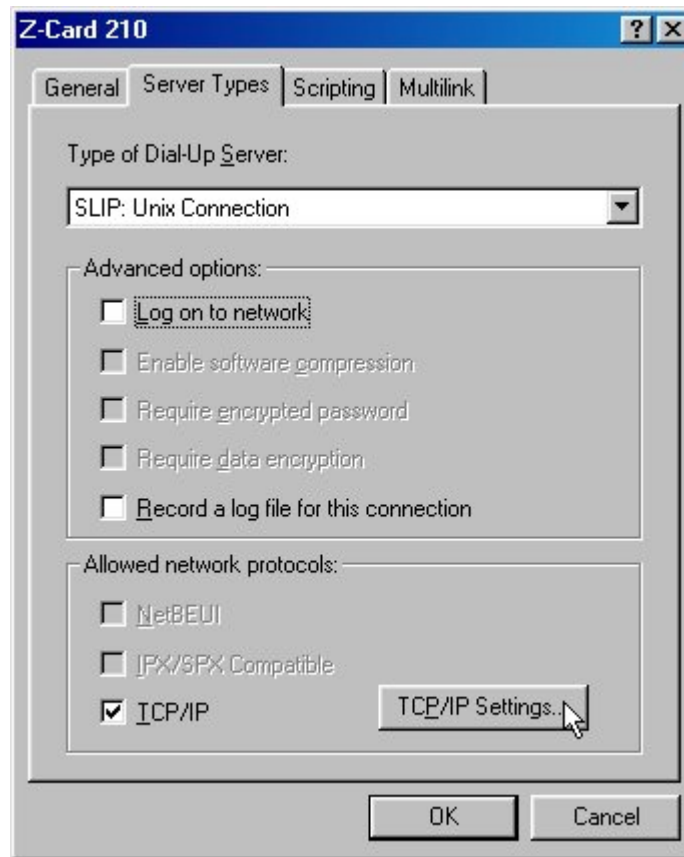 Z-Card 210
General Server Types Scripting Multilink
Type of Dial-Up Server:
SLIP: Unix Connection
Advanced options:
Log on to network
Enable software compression
Require encrypted password
Require data encryption
Record a log file for this connection
Allowed network protocols:
NetBEUI
IPX/SPX Compatible
TCP/IP TCP/IP Settings...
OK Cancel